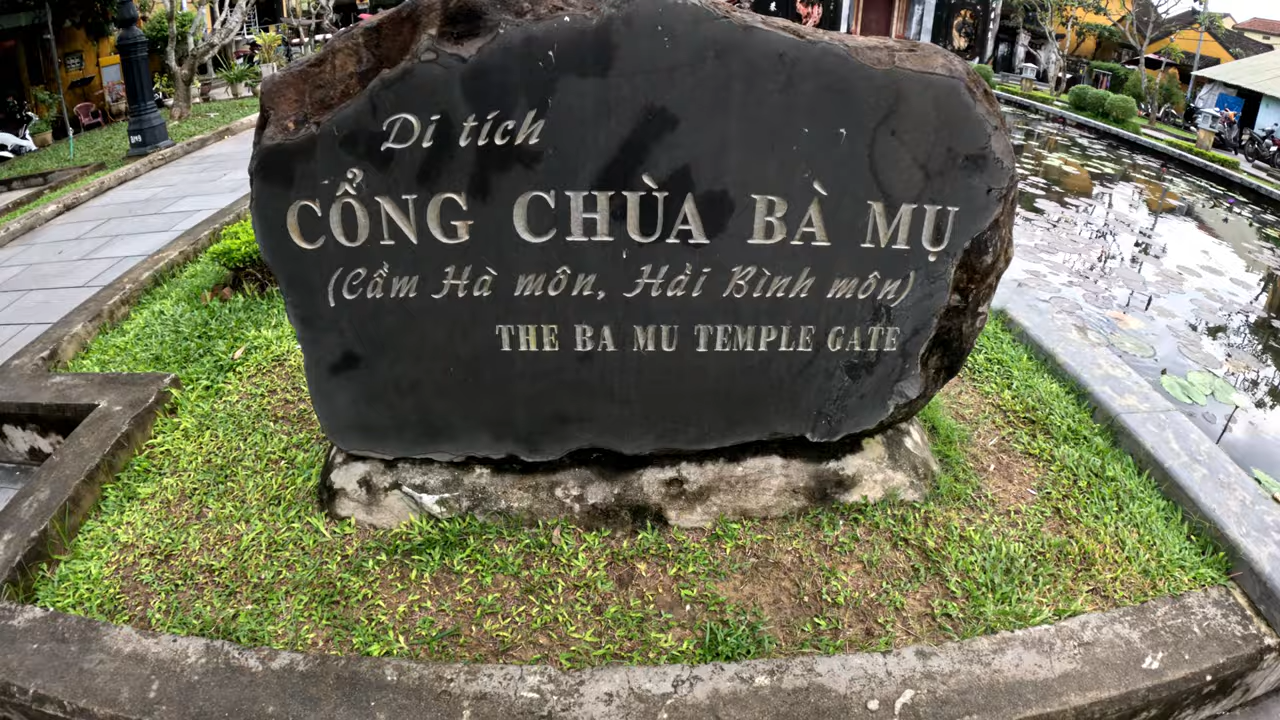 Di tích
CỔNG CHÙA BÀ MỤ
(Cẩm Hà môn, Hải Bình môn)
THE BA MU TEMPLE GATE